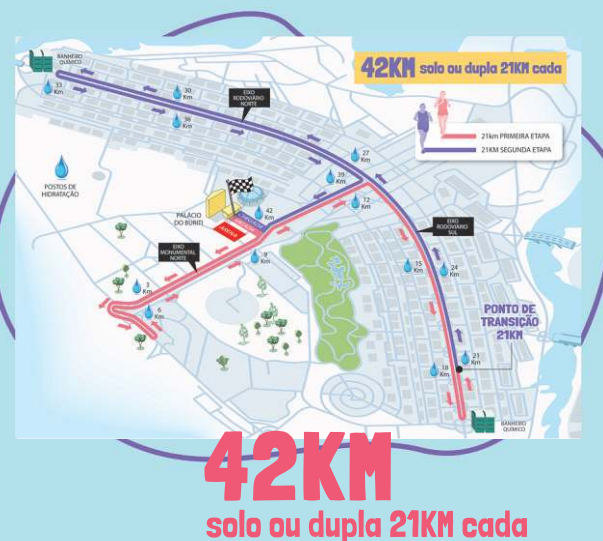 BANHEIRO
QUÍMICO
42KM solo ou dupla 21KM cada
33
Km
30
Km
EIXO
RODOVIÁRIO
NORTE
36
Km
21km PRIMEIRA ETAPA
21KM SEGUNDA ETAPA
27
Km
POSTOS DE
HIDRATAÇÃO
39
Km
PALÁCIO
DO BURITI
42
Km
12
Km
ARENA
EIXO
RODOVIÁRIO
SUL
EIXO
MONUMENTAL
NORTE
9
Km
15
Km
24
Km
3
Km
6
Km
PONTO DE
TRANSIÇÃO
21KM
21
Km
18
Km
BANHEIRO
QUÍMICO
42KM
solo ou dupla 21KM cada